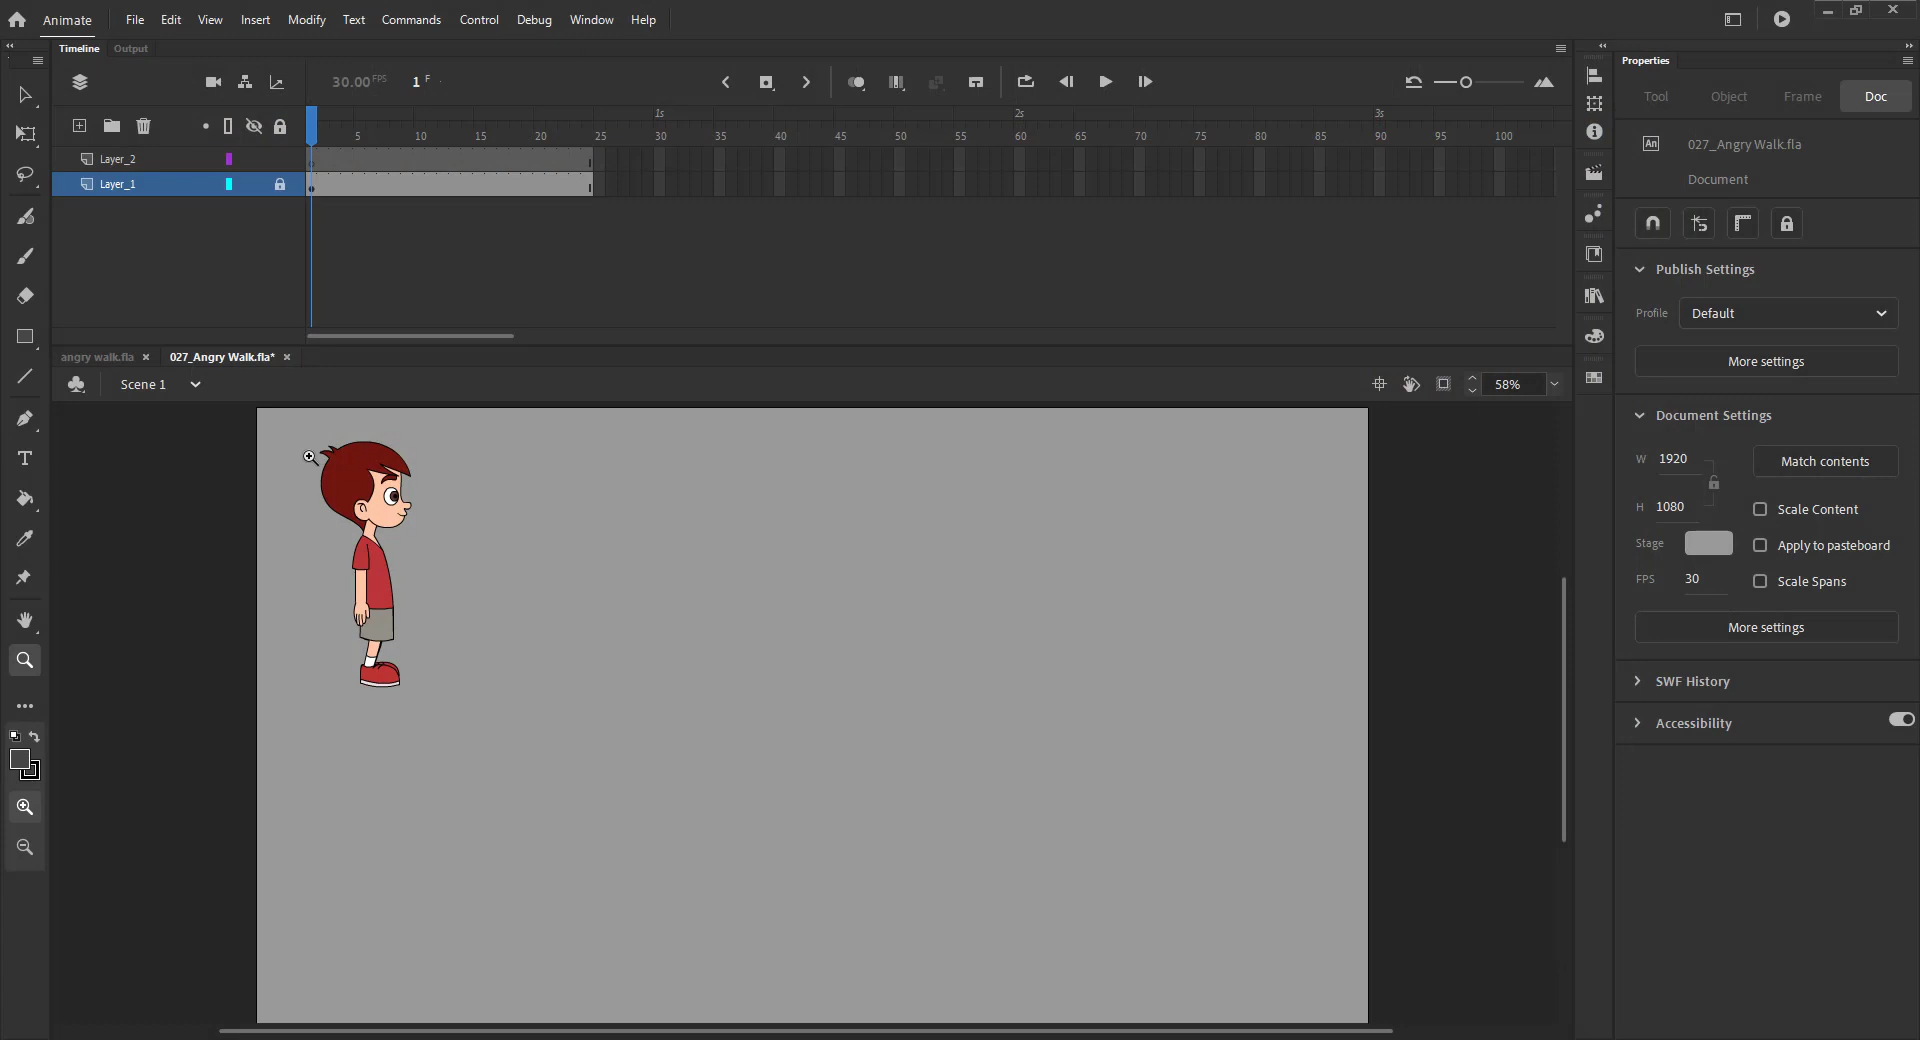 Animate File Edit View Insert Modify Text Commands Control Debug Window Help
Timeline Output
30.00 FPS 1 F
1s 2s 3s
5 10 15 20 25 30 35 40 45 50 55 60 65 70 75 80 85 90 95 100
Layer_2
Layer_1
angry walk.fla 027_Angry Walk.fla*
Scene 1 58%
Properties
Tool Object Frame Doc
An 027_Angry Walk.fla
Document
Publish Settings
Profile Default
More settings
Document Settings
W 1920 Match contents
H 1080 Scale Content
Stage Apply to pasteboard
FPS 30 Scale Spans
More settings
SWF History
Accessibility